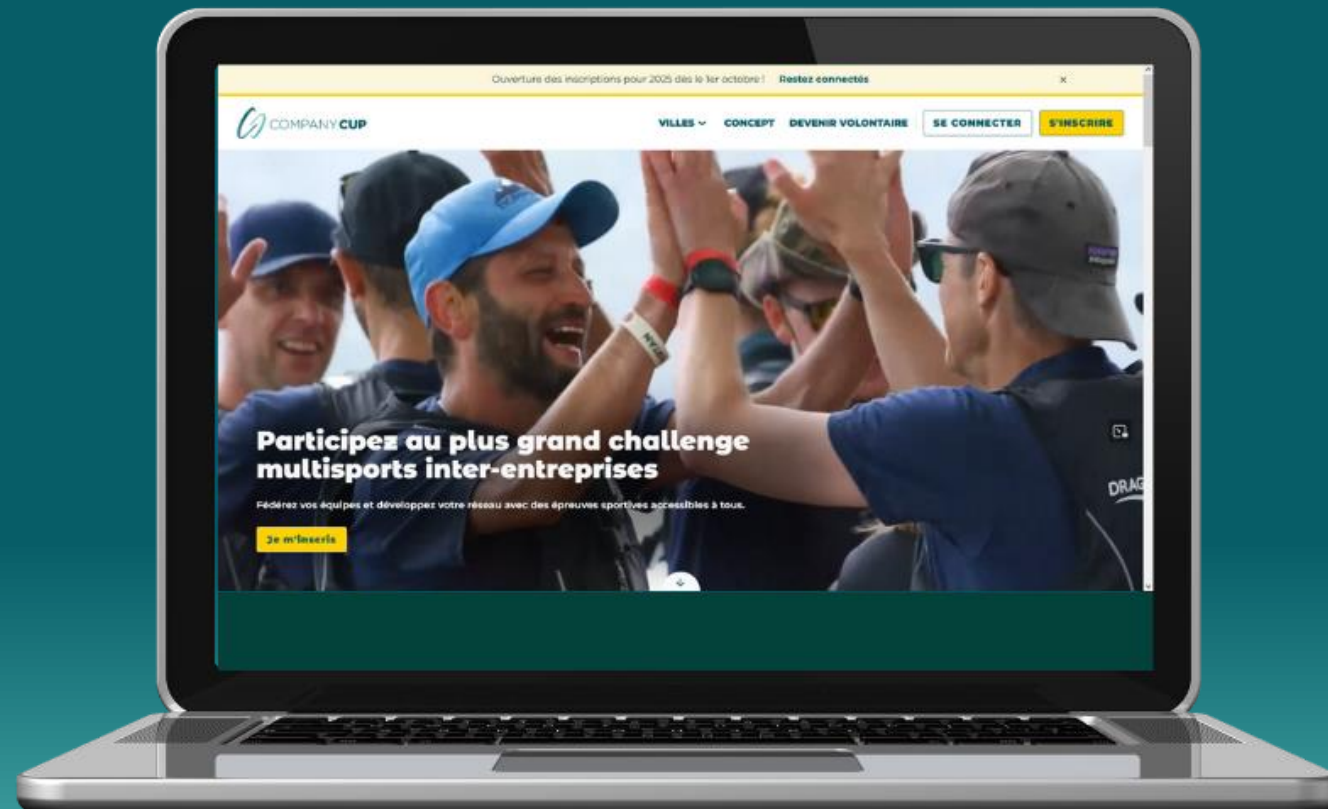 Ouverture des inscriptions pour 2025 dès le 1er octobre ! Restez connectés ×
COMPANY CUP VILLES CONCEPT DEVENIR VOLONTAIRE SE CONNECTER S'INSCRIRE
Participez au plus grand challenge
multisports inter-entreprises
Fédérez vos équipes et développez votre réseau avec des épreuves sportives accessibles à tous.
Je m'inscris
DRAG